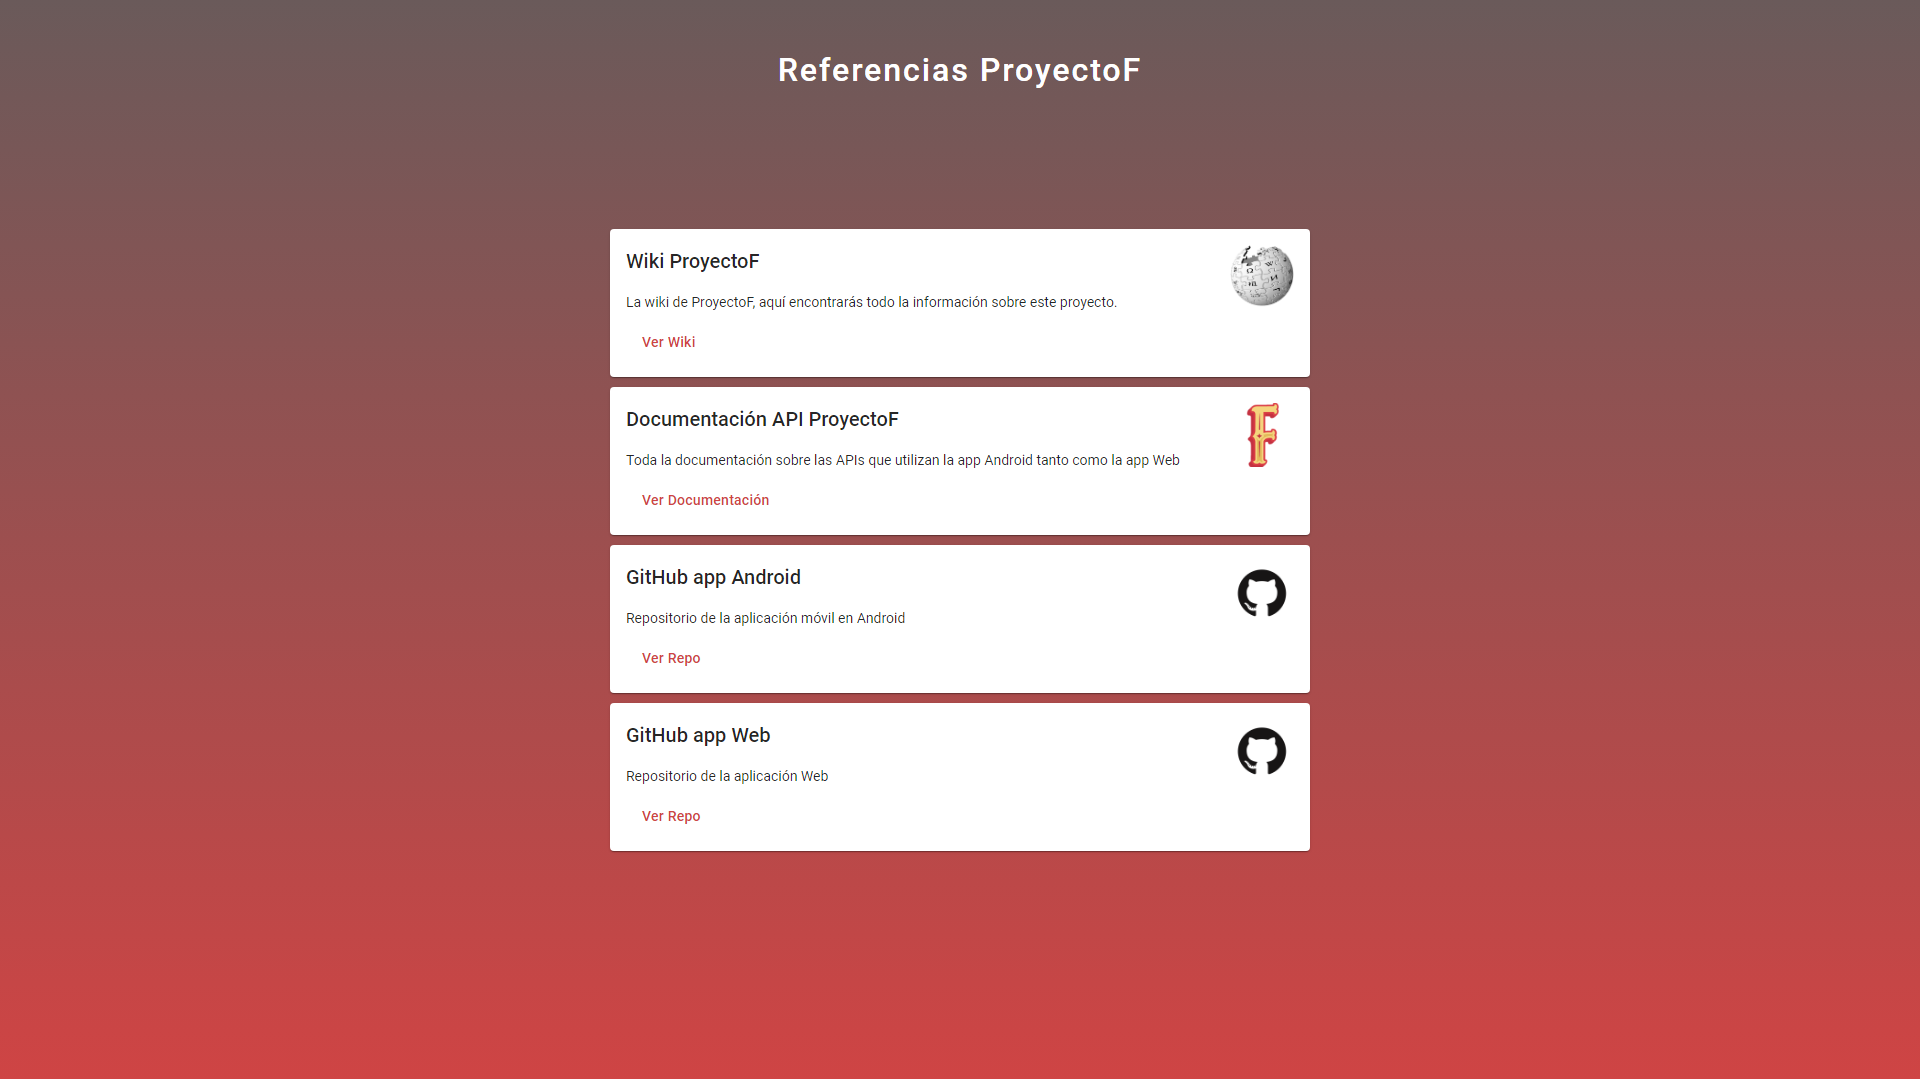 Referencias ProyectoF
Wiki ProyectoF
La wiki de ProyectoF, aquí encontrarás todo la información sobre este proyecto.
Ver Wiki
Documentación API ProyectoF
F
Toda la documentación sobre las APIs que utilizan la app Android tanto como la app Web
Ver Documentación
GitHub app Android
Repositorio de la aplicación móvil en Android
Ver Repo
GitHub app Web
Repositorio de la aplicación Web
Ver Repo